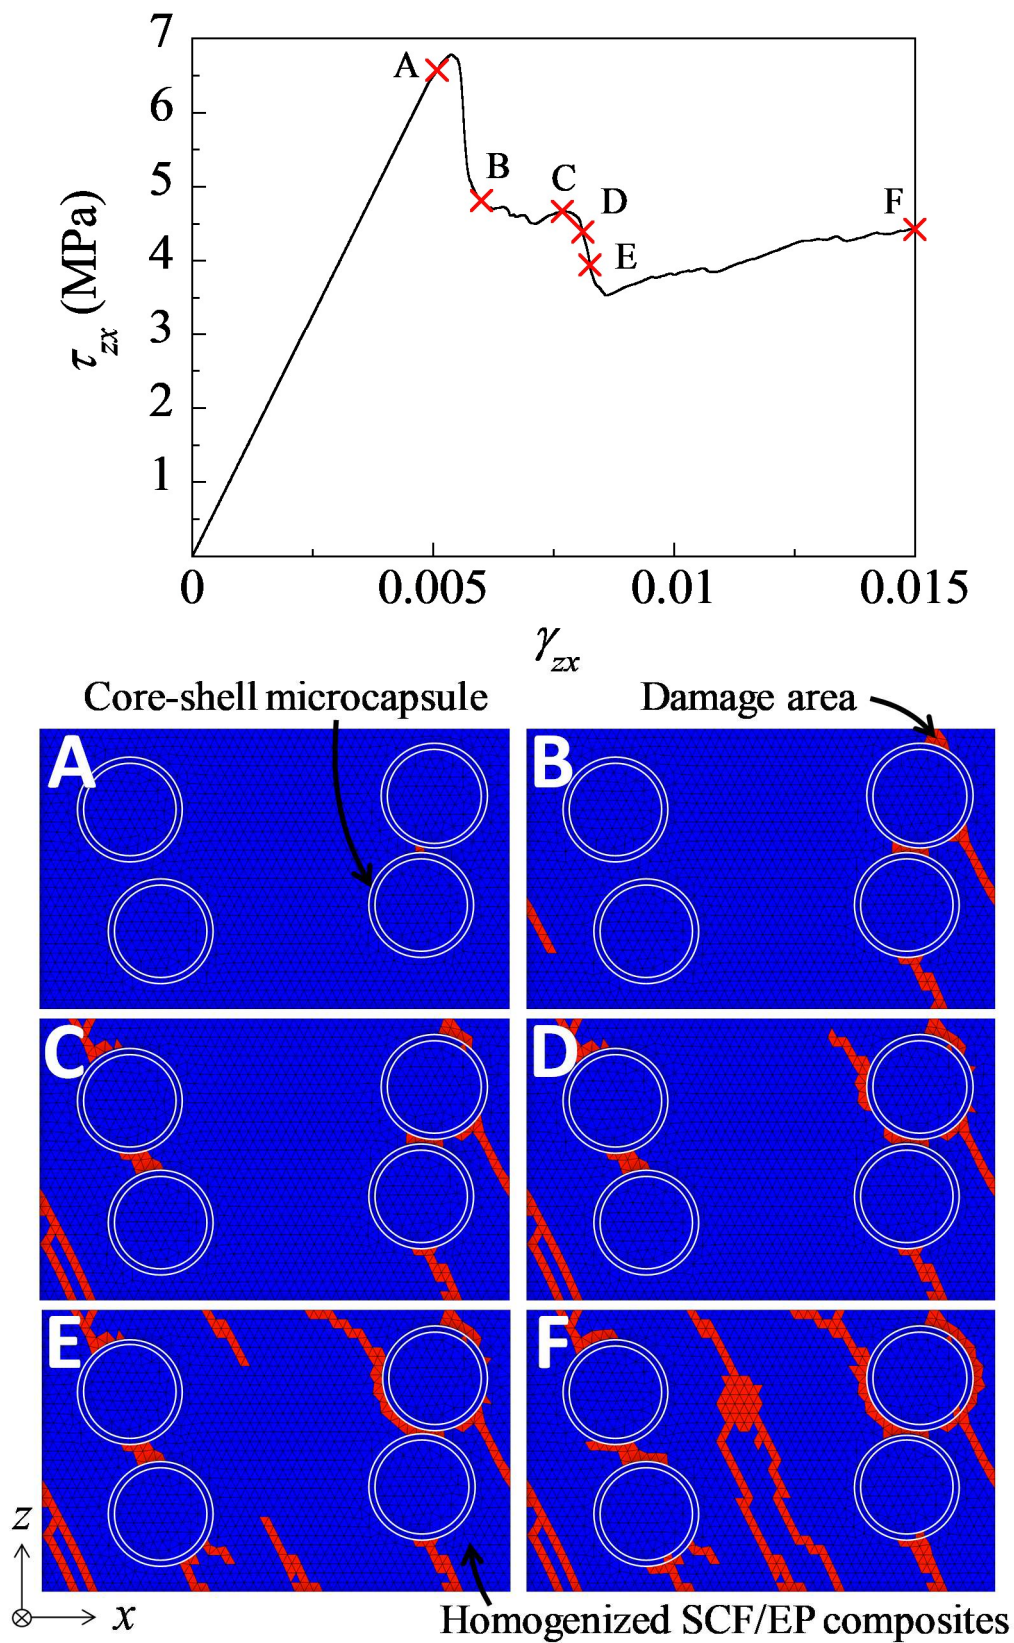 7
6
5
4
3
2
1
τzx (MPa)
A
B
C
D
E
F
0
0.005
0.01
0.015
γzx
Core-shell microcapsule
Damage area
A
B
C
D
E
F
z
x
Homogenized SCF/EP composites